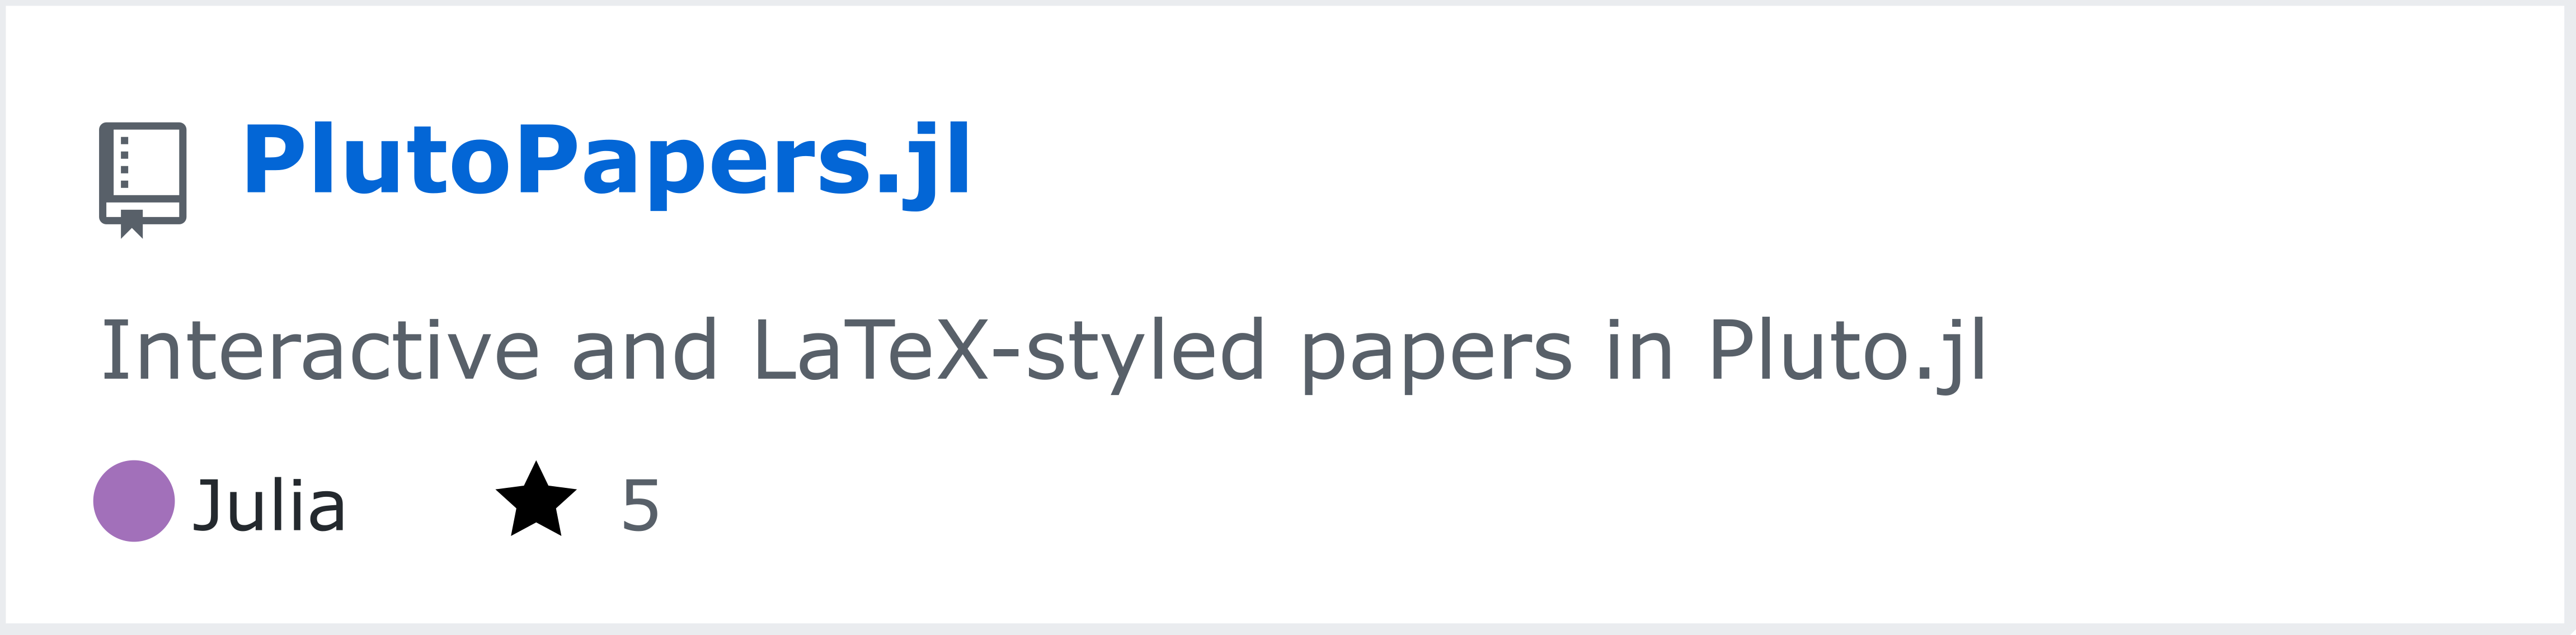 PlutoPapers.jl
Interactive and LaTeX-styled papers in Pluto.jl
Julia 5